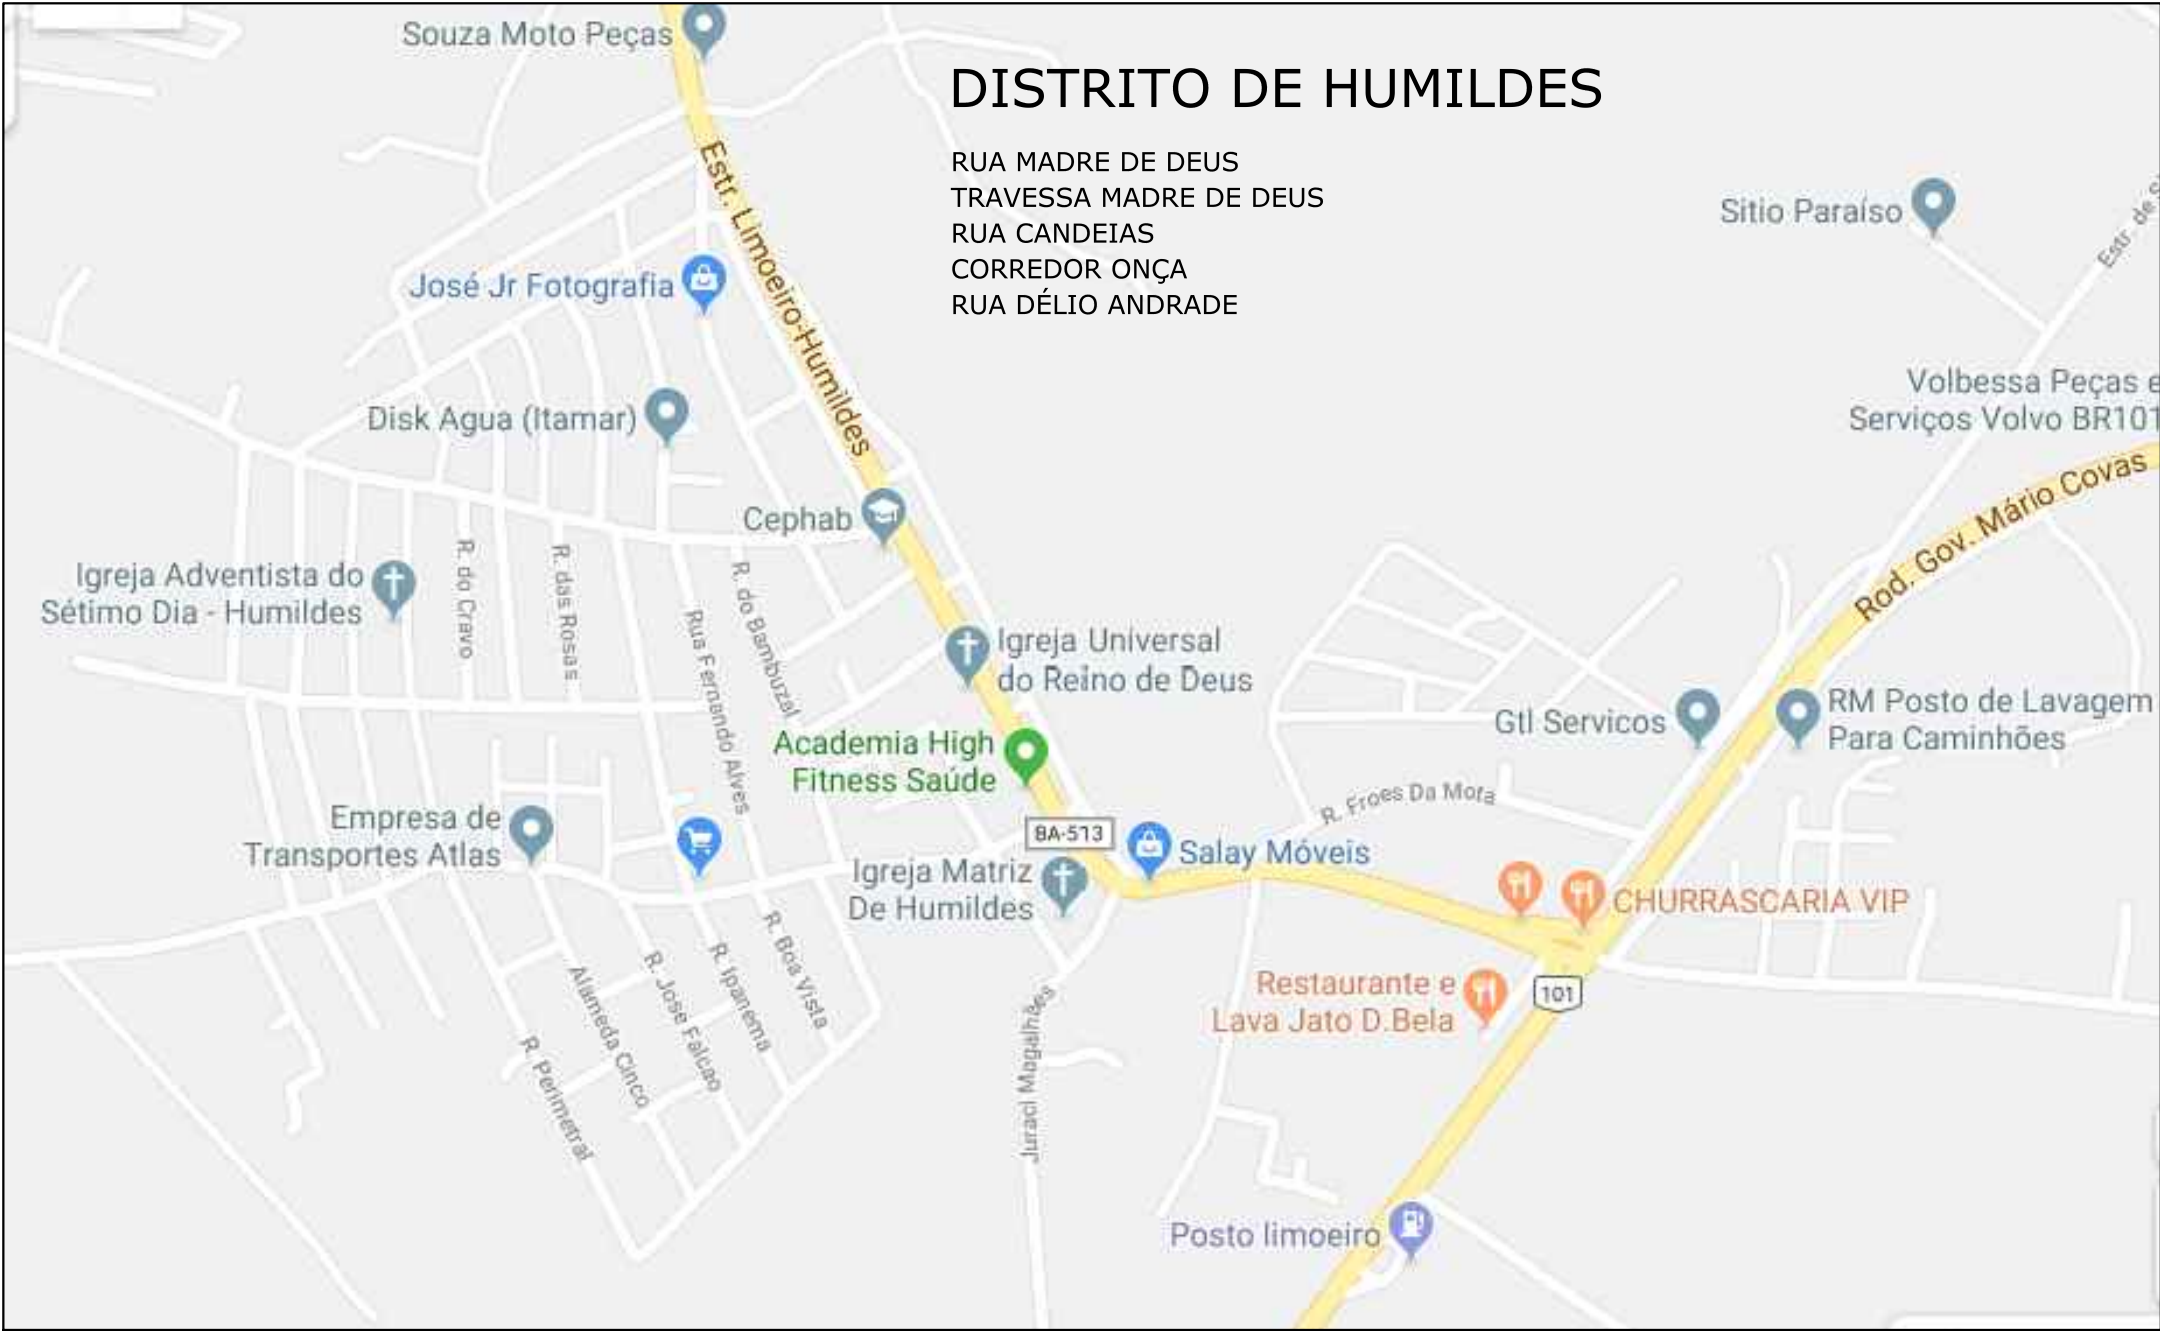 Souza Moto Peças
DISTRITO DE HUMILDES
RUA MADRE DE DEUS
TRAVESSA MADRE DE DEUS
RUA CANDEIAS
CORREDOR ONÇA
RUA DÉLIO ANDRADE
Estr. Limoeiro-Humildes
Sitio Paraíso
Estr. de
José Jr Fotografia
Volbessa Peças e
Serviços Volvo BR101
Disk Agua (Itamar)
Rod. Gov. Mário Covas
Cephab
Igreja Adventista do
Sétimo Dia - Humildes
R. do Cravo
R. das Rosas
R. do Bambuzal
Rua Fernando Alves
Igreja Universal
do Reino de Deus
Gtl Servicos
RM Posto de Lavagem
Para Caminhões
Academia High
Fitness Saúde
R. Froes Da Mota
Empresa de
Transportes Atlas
BA-513
Salay Móveis
Igreja Matriz
De Humildes
CHURRASCARIA VIP
R. Boa Vista
R. Ipanema
R. Jose Falcao
Alameda Cinco
R. Perimetral
Juraci Magalhães
Restaurante e
Lava Jato D.Bela
101
Posto limoeiro